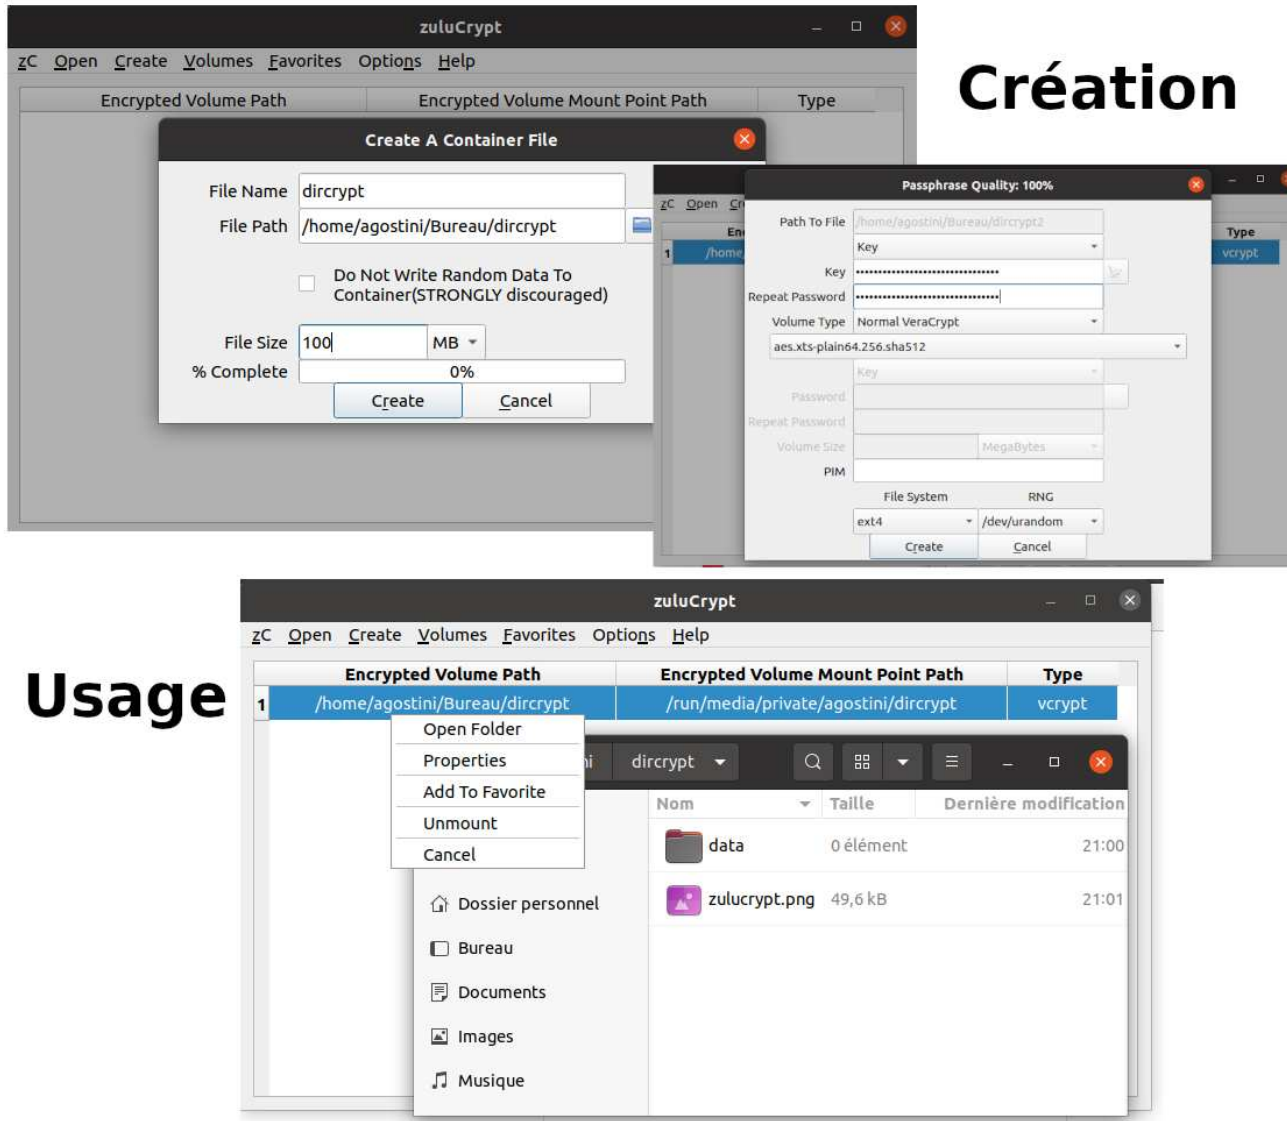 zuluCrypt
zC Open Create Volumes Favorites Options Help
Encrypted Volume Path Encrypted Volume Mount Point Path Type
Création
Create A Container File
File Name dircrypt
File Path /home/agostini/Bureau/dircrypt
Do Not Write Random Data To
Container(STRONGLY discouraged)
File Size 100 MB
% Complete 0%
Create Cancel
Passphrase Quality: 100%
zC Open Cr
En Type
1 /home vcrypt
Path To File /home/agostini/Bureau/dircrypt2
Key
Key ••••••••••••••••••••••••••••••••
Repeat Password ••••••••••••••••••••••••••••••••
Volume Type Normal VeraCrypt
aes.xts-plain64.256.sha512
Key
Password
Repeat Password
Volume Size MegaBytes
PIM
File System RNG
ext4 /dev/urandom
Create Cancel
Usage
zuluCrypt
zC Open Create Volumes Favorites Options Help
Encrypted Volume Path Encrypted Volume Mount Point Path Type
1 /home/agostini/Bureau/dircrypt /run/media/private/agostini/dircrypt vcrypt
Open Folder
Properties
Add To Favorite
Unmount
Cancel
ni dircrypt
Nom Taille Dernière modification
data 0 élément 21:00
zulucrypt.png 49,6 kB 21:01
Dossier personnel
Bureau
Documents
Images
Musique